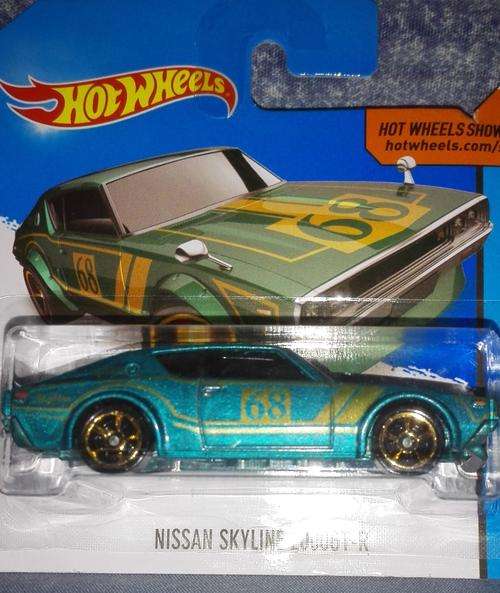 HOT WHEELS
HOT WHEELS SHOW
hotwheels.com/
68
68
68
NISSAN SKYLINE